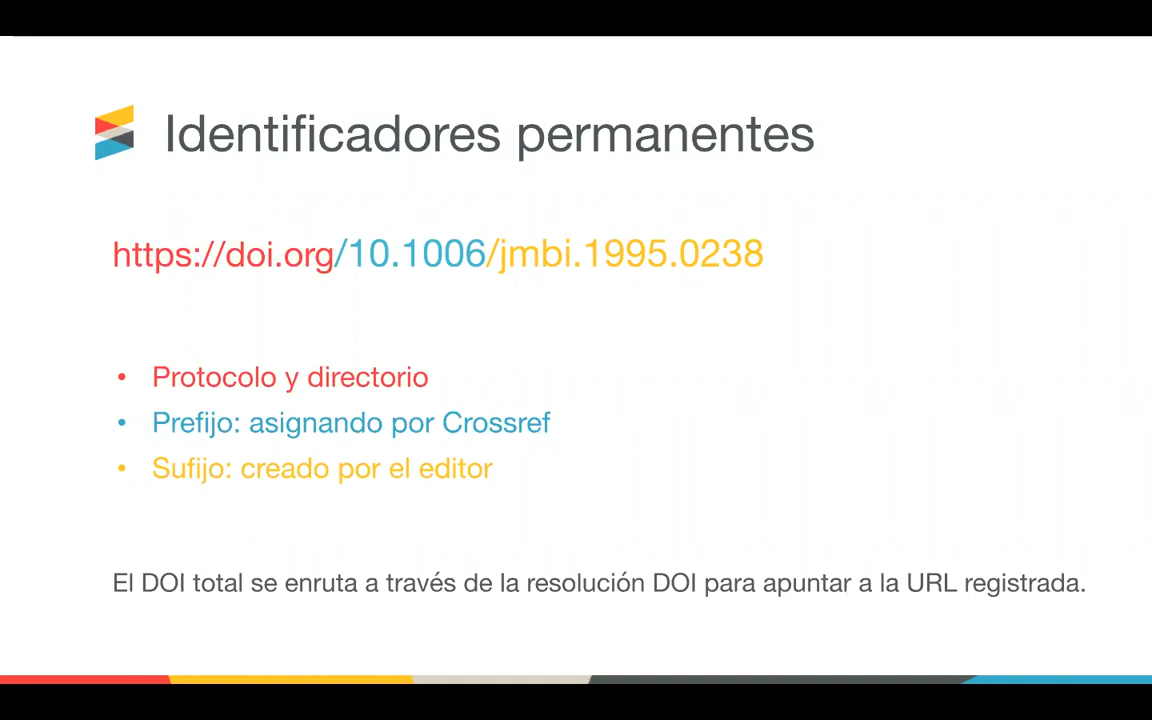 Identificadores permanentes
https://doi.org/10.1006/jmbi.1995.0238
• Protocolo y directorio
• Prefijo: asignando por Crossref
• Sufijo: creado por el editor
El DOI total se enruta a través de la resolución DOI para apuntar a la URL registrada.